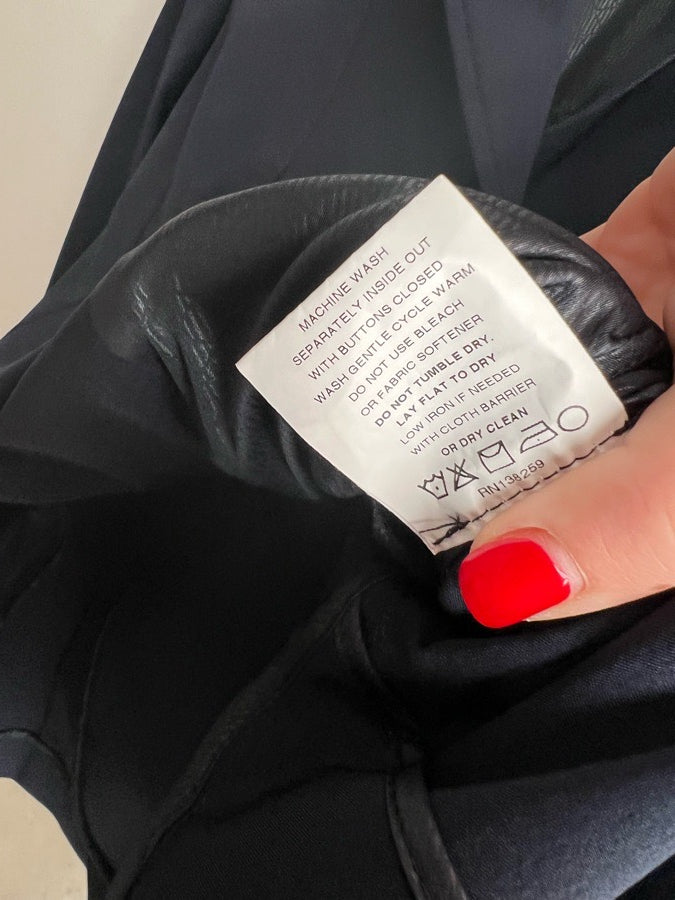 MACHINE WASH
SEPARATELY INSIDE OUT
WITH BUTTONS CLOSED
WASH GENTLE CYCLE WARM
DO NOT USE BLEACH
OR FABRIC SOFTENER
DO NOT TUMBLE DRY.
LAY FLAT TO DRY
LOW IRON IF NEEDED
WITH CLOTH BARRIER
OR DRY CLEAN
RN138259